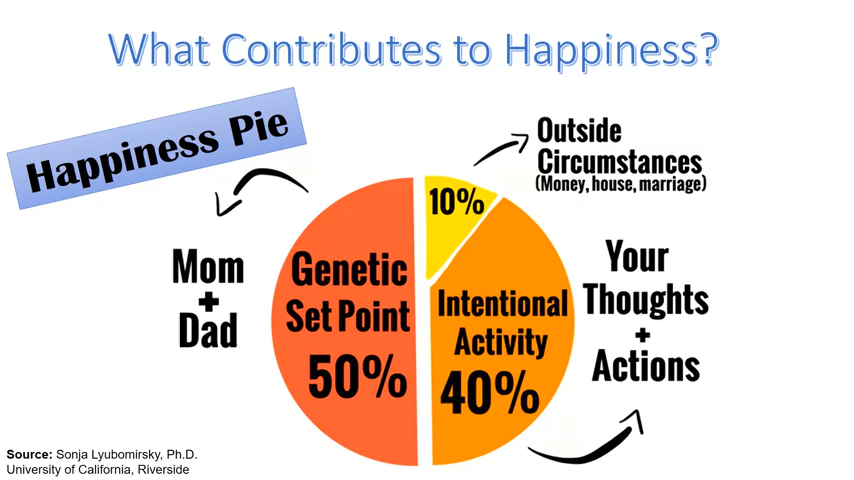 What Contributes to Happiness?
Happiness Pie
Outside
Circumstances
(Money, house, marriage)
10%
Mom
+
Dad
Genetic
Set Point
50%
Intentional
Activity
40%
Your
Thoughts
+
Actions
Source: Sonja Lyubomirsky, Ph.D.
University of California, Riverside